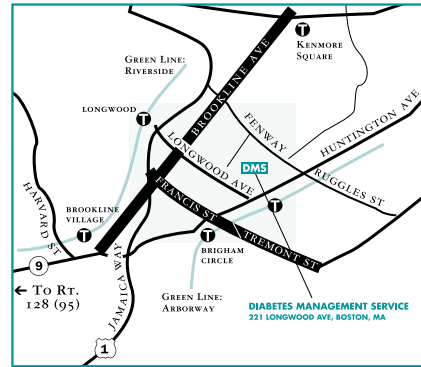 BROOKLINE AVE
T
KENMORE
SQUARE
GREEN LINE:
RIVERSIDE
LONGWOOD
T
FENWAY
HUNTINGTON AVE
LONGWOOD AVE
DMS
RUGGLES ST
HARVARD ST
FRANCIS ST
T
BROOKLINE
VILLAGE
T
T
TREMONT ST
BRIGHAM
CIRCLE
9
← TO RT.
128 (95)
JAMAICA WAY
GREEN LINE:
ARBORWAY
DIABETES MANAGEMENT SERVICE
221 LONGWOOD AVE, BOSTON, MA
1